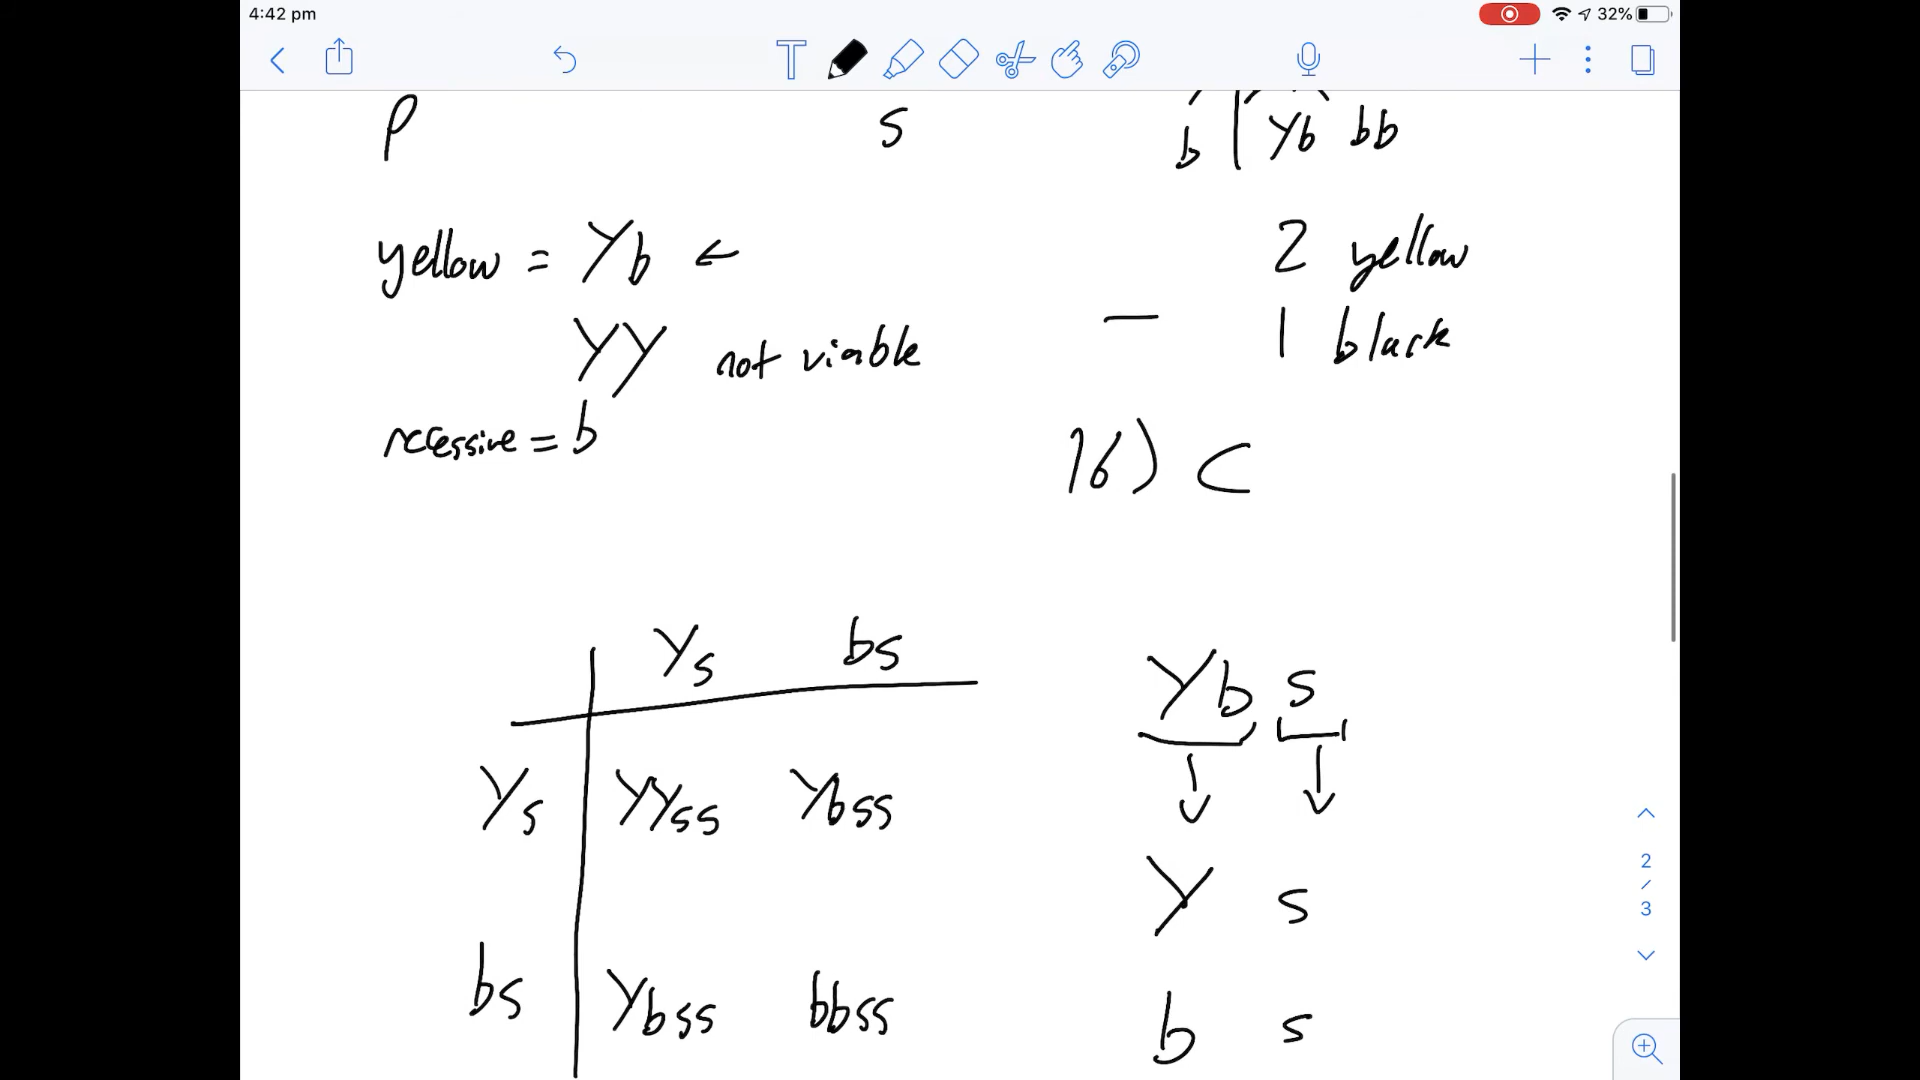 4:42 pm
32%
T
P s
b Yb bb
yellow = Yb ←
YY not viable
recessive = b
2 yellow
1 black
16) C
Ys bs
Ys YYss Ybss
bs Ybss bbss
Yb s
Y s
b s
2
/
3